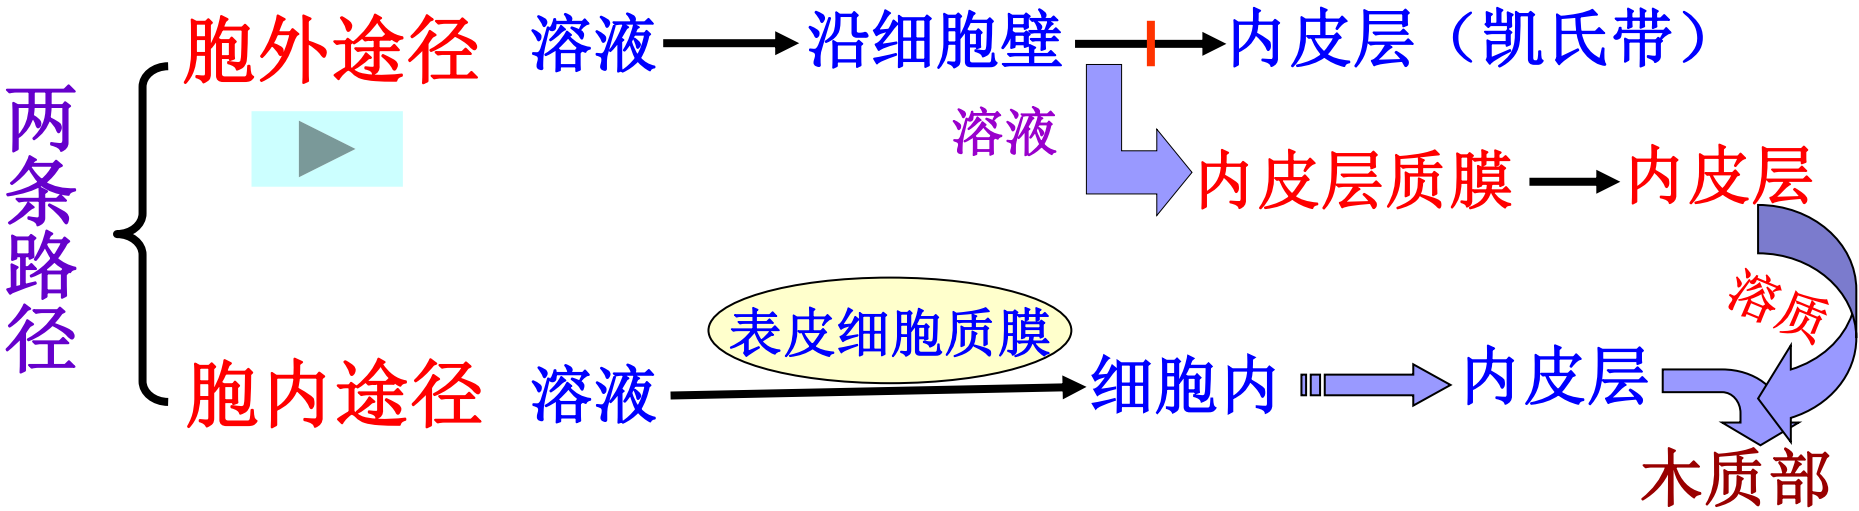 两条路径
胞外途径 溶液 沿细胞壁 内皮层（凯氏带）
溶液
内皮层质膜 内皮层
溶质
表皮细胞质膜
胞内途径 溶液 细胞内 内皮层
木质部